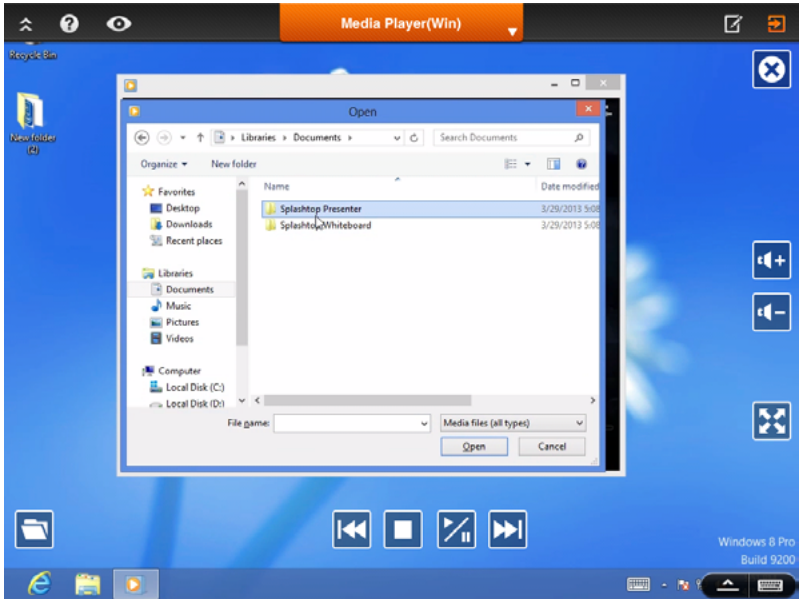 Media Player(Win)
Recycle Bin
New folder
(2)
Open
Libraries
Documents
Search Documents
Organize
New folder
Name
Date modified
Favorites
Desktop
Downloads
Recent places
Libraries
Documents
Music
Pictures
Videos
Computer
Local Disk (C:)
Local Disk (D:)
Splashtop Presenter
3/29/2013 5:08
Splashtop Whiteboard
3/29/2013 5:08
File name:
Media files (all types)
Open
Cancel
Windows 8 Pro
Build 9200